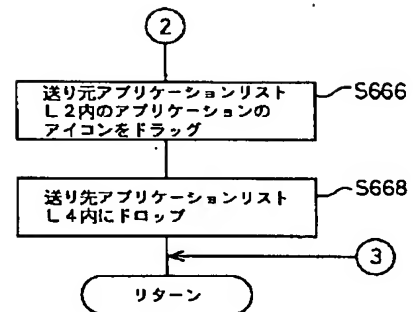 2
送り元アプリケーションリスト
L2内のアプリケーションの
アイコンをドラッグ
S666
送り先アプリケーションリスト
L4内にドロップ
S668
3
リターン